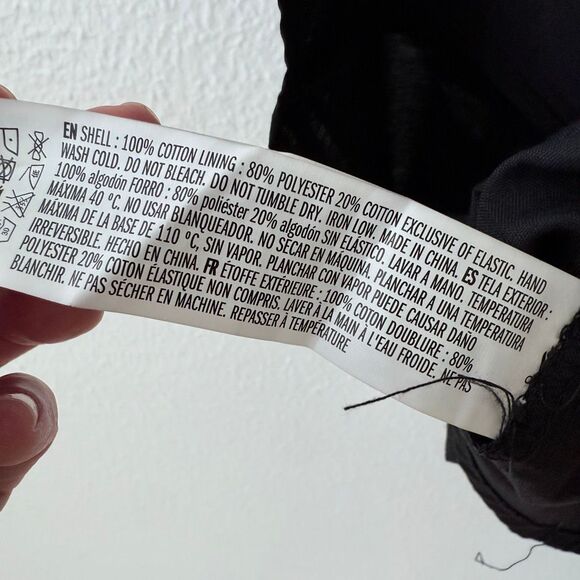 EN SHELL : 100% COTTON LINING : 80% POLYESTER 20% COTTON EXCLUSIVE OF ELASTIC. HAND
WASH COLD. DO NOT BLEACH. DO NOT TUMBLE DRY. IRON LOW. MADE IN CHINA. ES TELA EXTERIOR :
100% algodón FORRO : 80% poliéster 20% algodón SIN ELÁSTICO. LAVAR A MANO. TEMPERATURA
MÁXIMA 40 °C. NO USAR BLANQUEADOR. NO SECAR EN MÁQUINA. PLANCHAR A UNA TEMPERATURA
MÁXIMA DE LA BASE DE 110 °C, SIN VAPOR. PLANCHAR CON VAPOR PUEDE CAUSAR DAÑO
IRREVERSIBLE HECHO EN CHINA. FR ÉTOFFE EXTÉRIEURE : 100% COTON DOUBLURE : 80%
POLYESTER 20% COTON ÉLASTIQUE NON COMPRIS. LAVER À LA MAIN À L'EAU FROIDE. NE PAS
BLANCHIR. NE PAS SÉCHER EN MACHINE. REPASSER À TEMPÉRATURE